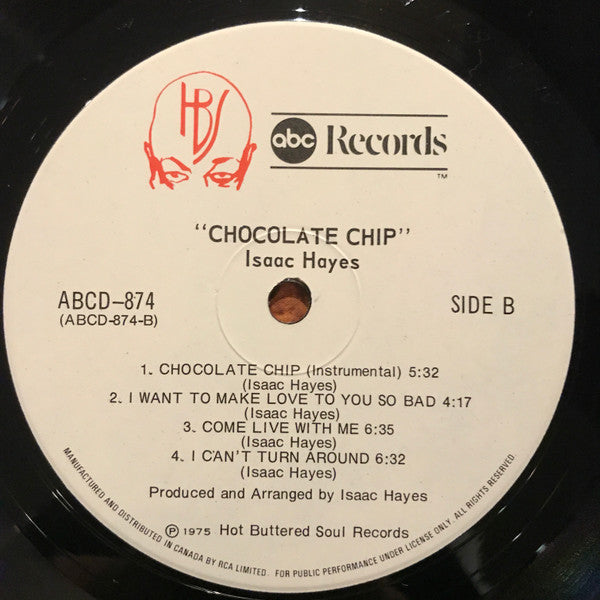 HBS
abc Records
TM
"CHOCOLATE CHIP"
Isaac Hayes
ABCD-874
(ABCD-874-B)
SIDE B
1. CHOCOLATE CHIP (Instrumental) 5:32
(Isaac Hayes)
2. I WANT TO MAKE LOVE TO YOU SO BAD 4:17
(Isaac Hayes)
3. COME LIVE WITH ME 6:35
(Isaac Hayes)
4. I CAN'T TURN AROUND 6:32
(Isaac Hayes)
Produced and Arranged by Isaac Hayes
℗ 1975 Hot Buttered Soul Records
MANUFACTURED AND DISTRIBUTED IN CANADA BY RCA LIMITED. FOR PUBLIC PERFORMANCE UNDER LICENSE ONLY. ALL RIGHTS RESERVED.